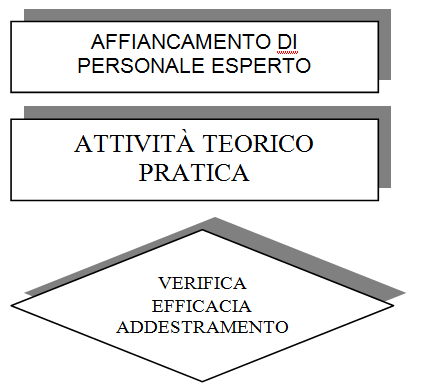 AFFIANCAMENTO DI
PERSONALE ESPERTO
ATTIVITÀ TEORICO
PRATICA
VERIFICA
EFFICACIA
ADDESTRAMENTO